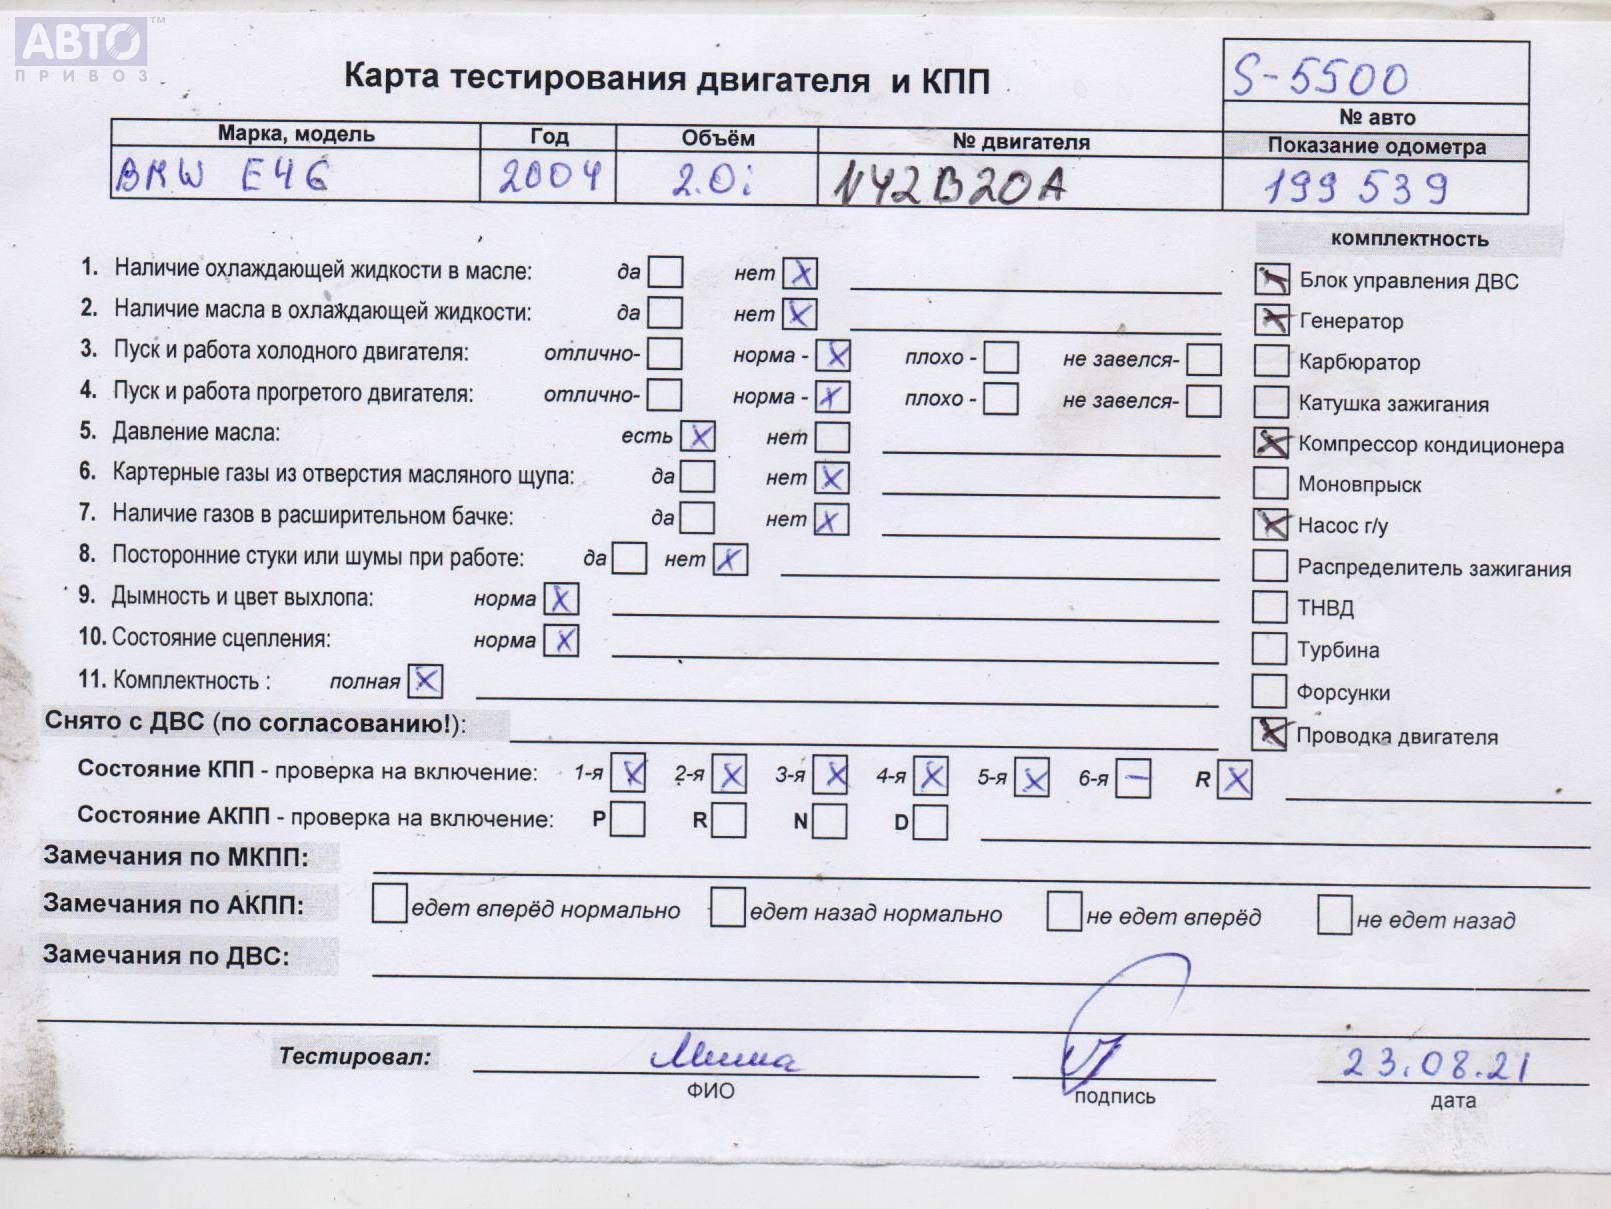 АВТО™
ПРИВОЗ
Карта тестирования двигателя и КПП
S-5500
№ авто
Марка, модель Год Объём № двигателя Показание одометра
BMW E46 2004 2.0i N42B20A 199 539
комплектность
1. Наличие охлаждающей жидкости в масле: да нет X
2. Наличие масла в охлаждающей жидкости: да нет X
3. Пуск и работа холодного двигателя: отлично- норма - X плохо - не завелся-
4. Пуск и работа прогретого двигателя: отлично- норма - X плохо - не завелся-
5. Давление масла: есть X нет
6. Картерные газы из отверстия масляного щупа: да нет X
7. Наличие газов в расширительном бачке: да нет X
8. Посторонние стуки или шумы при работе: да нет X
9. Дымность и цвет выхлопа: норма X
10. Состояние сцепления: норма X
11. Комплектность : полная X
X Блок управления ДВС
X Генератор
Карбюратор
Катушка зажигания
X Компрессор кондиционера
Моновпрыск
X Насос г/у
Распределитель зажигания
ТНВД
Турбина
Форсунки
X Проводка двигателя
Снято с ДВС (по согласованию!):
Состояние КПП - проверка на включение: 1-я X 2-я X 3-я X 4-я X 5-я X 6-я — R X
Состояние АКПП - проверка на включение: P R N D
Замечания по МКПП:
Замечания по АКПП: едет вперёд нормально едет назад нормально не едет вперёд не едет назад
Замечания по ДВС:
Тестировал: Миша 23.08.21
ФИО подпись дата